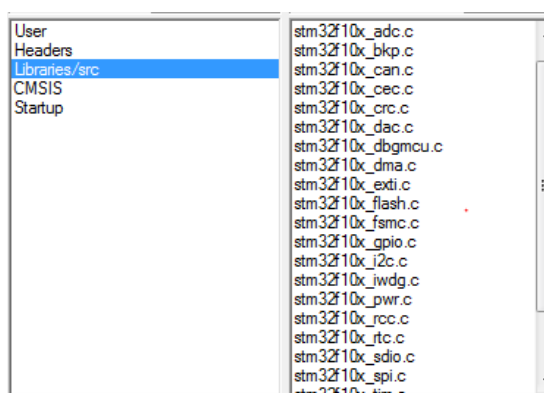 User
Headers
Libraries/src
CMSIS
Startup
stm32f10x_adc.c
stm32f10x_bkp.c
stm32f10x_can.c
stm32f10x_cec.c
stm32f10x_crc.c
stm32f10x_dac.c
stm32f10x_dbgmcu.c
stm32f10x_dma.c
stm32f10x_exti.c
stm32f10x_flash.c
stm32f10x_fsmc.c
stm32f10x_gpio.c
stm32f10x_i2c.c
stm32f10x_iwdg.c
stm32f10x_pwr.c
stm32f10x_rcc.c
stm32f10x_rtc.c
stm32f10x_sdio.c
stm32f10x_spi.c